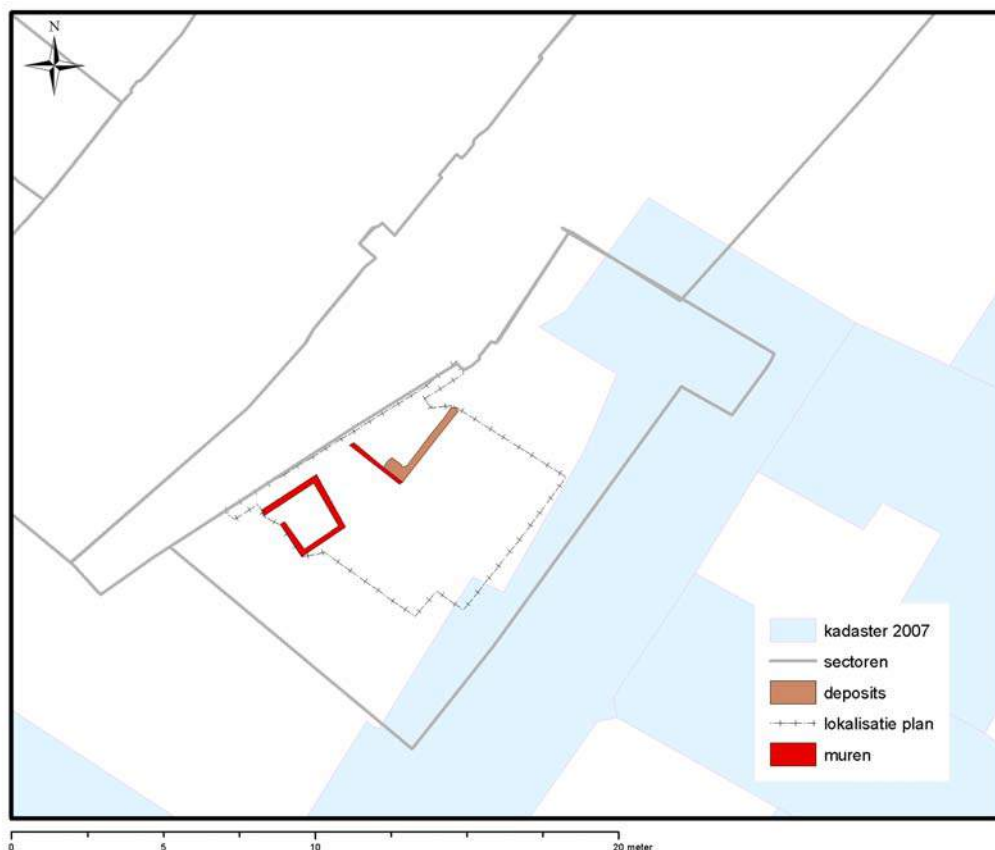 N
kadaster 2007
sectoren
deposits
lokalisatie plan
muren
0 5 10 20 meter